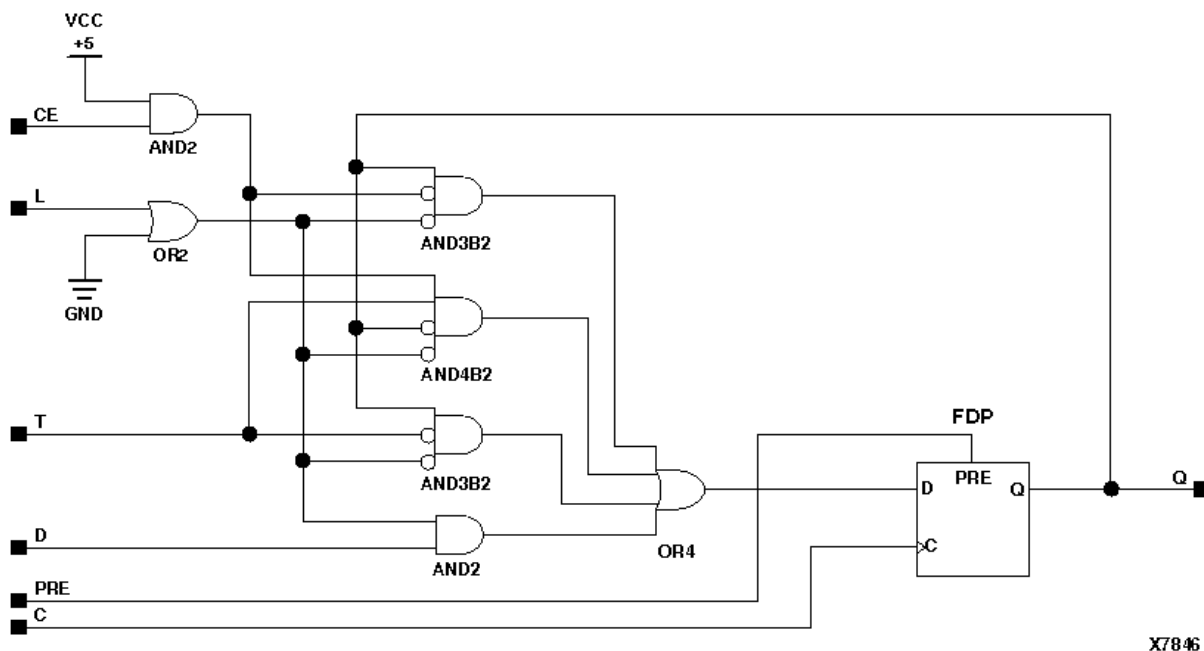 VCC
+5
CE
AND2
L
OR2
AND3B2
GND
AND4B2
T
AND3B2
FDP
PRE
D
Q
Q
C
D
AND2
OR4
PRE
C
X7846